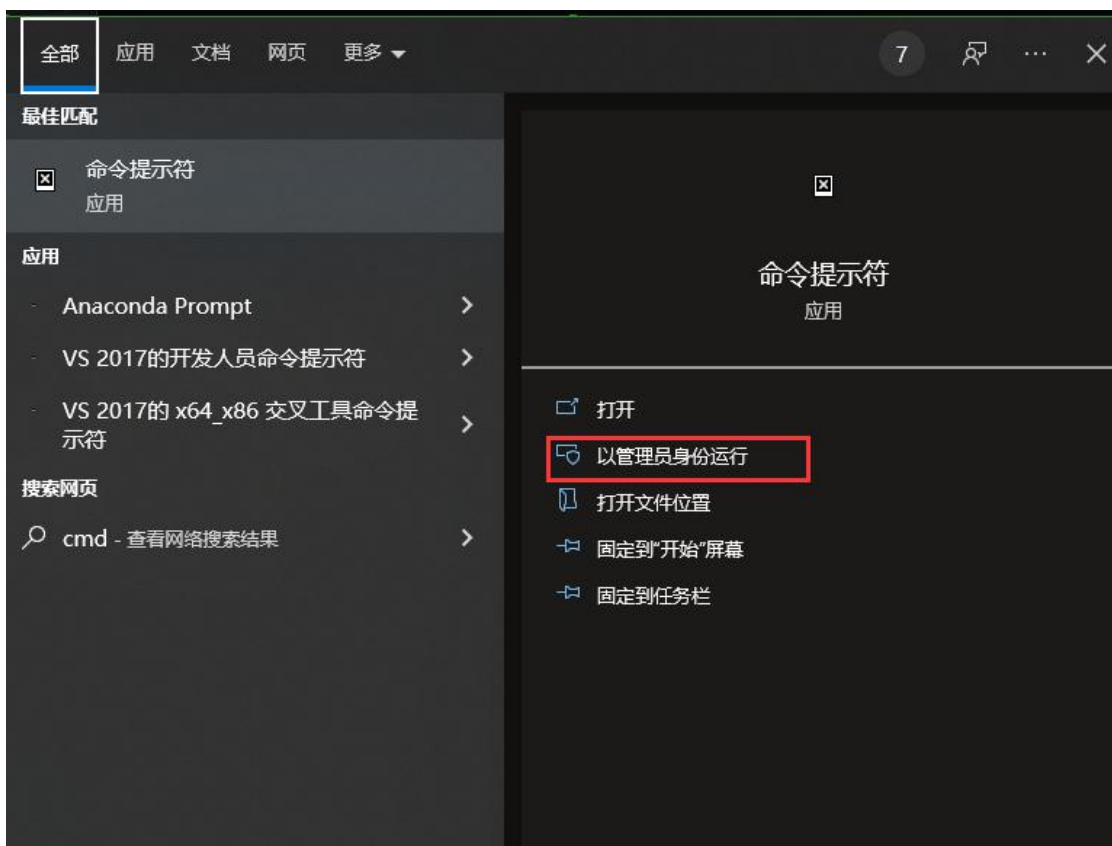 全部 应用 文档 网页 更多 7 ...
最佳匹配
命令提示符
应用
应用
Anaconda Prompt
VS 2017的开发人员命令提示符
VS 2017的 x64_x86 交叉工具命令提
示符
搜索网页
cmd - 查看网络搜索结果
命令提示符
应用
打开
以管理员身份运行
打开文件位置
固定到"开始"屏幕
固定到任务栏